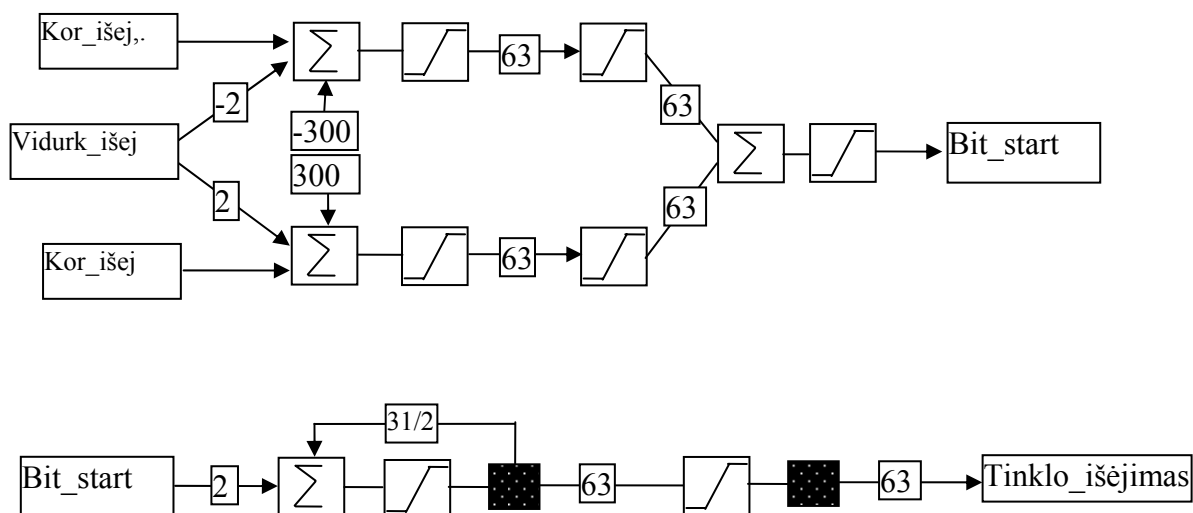 Kor_išej,.
63
-2
63
Vidurk_išej
-300
Bit_start
300
2
63
Kor_išej
63
31/2
Bit_start
2
63
63
Tinklo_išėjimas